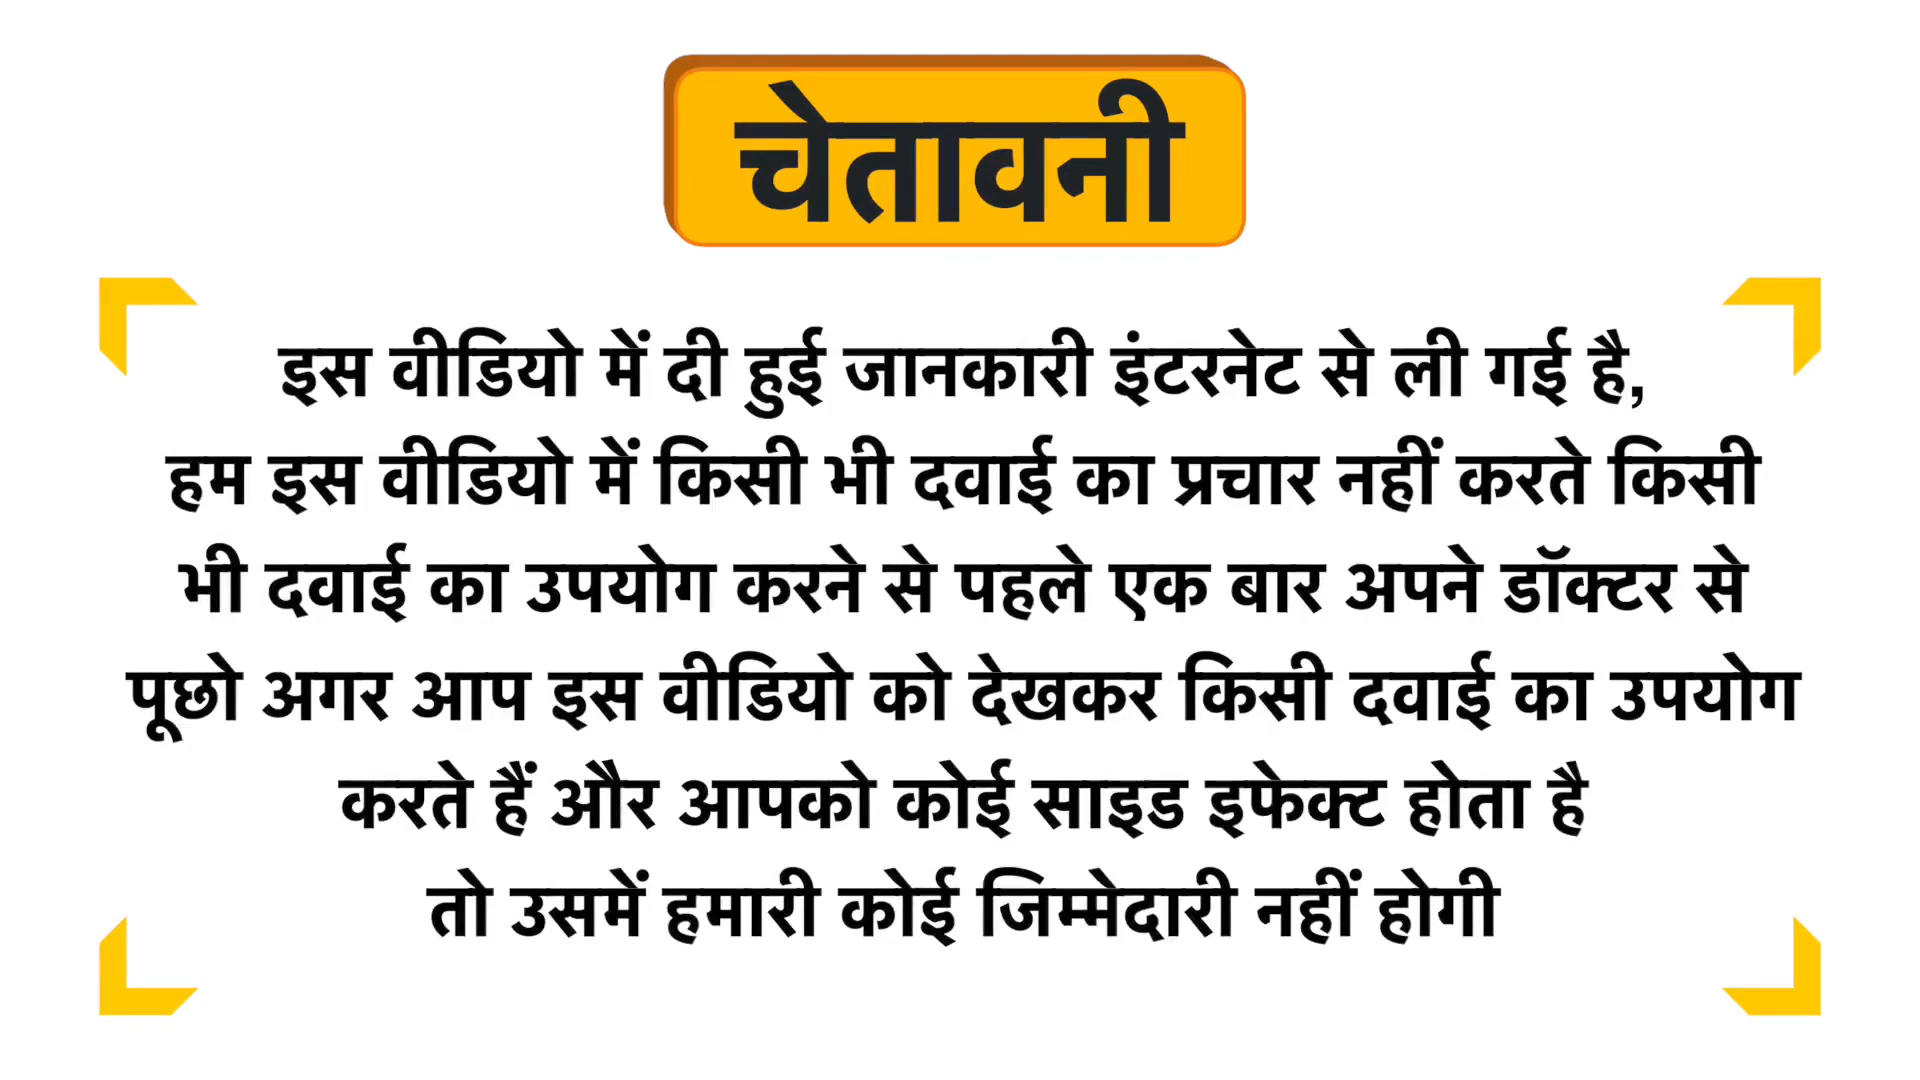 चेतावनी
इस वीडियो में दी हुई जानकारी इंटरनेट से ली गई है,
हम इस वीडियो में किसी भी दवाई का प्रचार नहीं करते किसी
भी दवाई का उपयोग करने से पहले एक बार अपने डॉक्टर से
पूछो अगर आप इस वीडियो को देखकर किसी दवाई का उपयोग
करते हैं और आपको कोई साइड इफेक्ट होता है
तो उसमें हमारी कोई जिम्मेदारी नहीं होगी